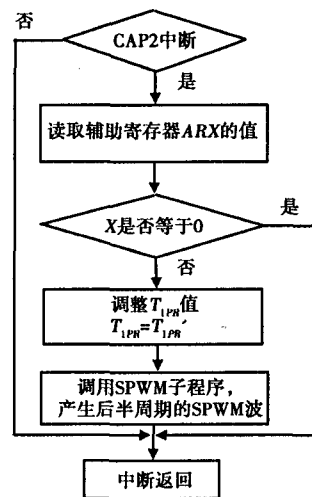 否
CAP2中断
是
读取辅助寄存器ARX的值
X是否等于0
是
否
调整T1PR值
T1PR=T1PR′
调用SPWM子程序，
产生后半周期的SPWM波
中断返回